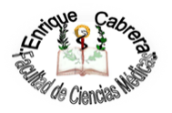 "Enrique Cabrera"
Facultad de Ciencias Médicas